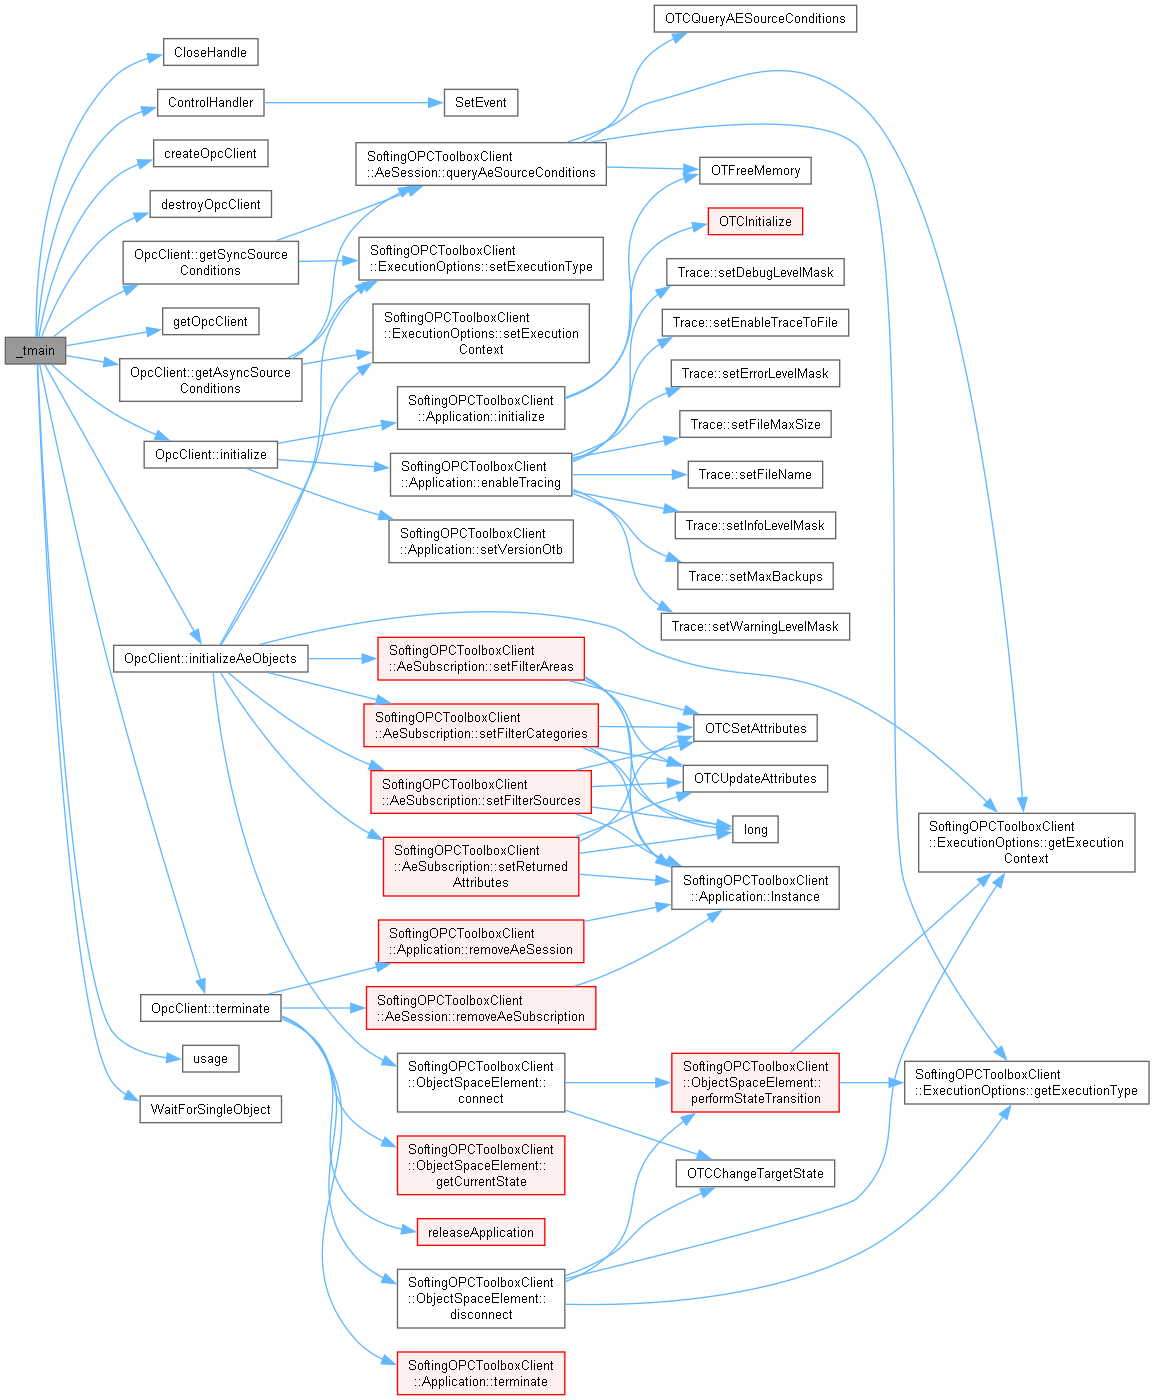 _tmain
CloseHandle
ControlHandler
createOpcClient
destroyOpcClient
OpcClient::getSyncSource
Conditions
getOpcClient
OpcClient::getAsyncSource
Conditions
OpcClient::initialize
OpcClient::initializeAeObjects
OpcClient::terminate
usage
WaitForSingleObject
SetEvent
SoftingOPCToolboxClient
::AeSession::queryAeSourceConditions
SoftingOPCToolboxClient
::ExecutionOptions::setExecutionType
SoftingOPCToolboxClient
::ExecutionOptions::setExecution
Context
SoftingOPCToolboxClient
::Application::initialize
SoftingOPCToolboxClient
::Application::enableTracing
SoftingOPCToolboxClient
::Application::setVersionOtb
SoftingOPCToolboxClient
::AeSubscription::setFilterAreas
SoftingOPCToolboxClient
::AeSubscription::setFilterCategories
SoftingOPCToolboxClient
::AeSubscription::setFilterSources
SoftingOPCToolboxClient
::AeSubscription::setReturned
Attributes
SoftingOPCToolboxClient
::Application::removeAeSession
SoftingOPCToolboxClient
::AeSession::removeAeSubscription
SoftingOPCToolboxClient
::ObjectSpaceElement::
connect
SoftingOPCToolboxClient
::ObjectSpaceElement::
getCurrentState
releaseApplication
SoftingOPCToolboxClient
::ObjectSpaceElement::
disconnect
SoftingOPCToolboxClient
::Application::terminate
OTCQueryAESourceConditions
OTFreeMemory
OTCInitialize
Trace::setDebugLevelMask
Trace::setEnableTraceToFile
Trace::setErrorLevelMask
Trace::setFileMaxSize
Trace::setFileName
Trace::setInfoLevelMask
Trace::setMaxBackups
Trace::setWarningLevelMask
OTCSetAttributes
OTCUpdateAttributes
long
SoftingOPCToolboxClient
::Application::Instance
SoftingOPCToolboxClient
::ObjectSpaceElement::
performStateTransition
OTCChangeTargetState
SoftingOPCToolboxClient
::ExecutionOptions::getExecution
Context
SoftingOPCToolboxClient
::ExecutionOptions::getExecutionType